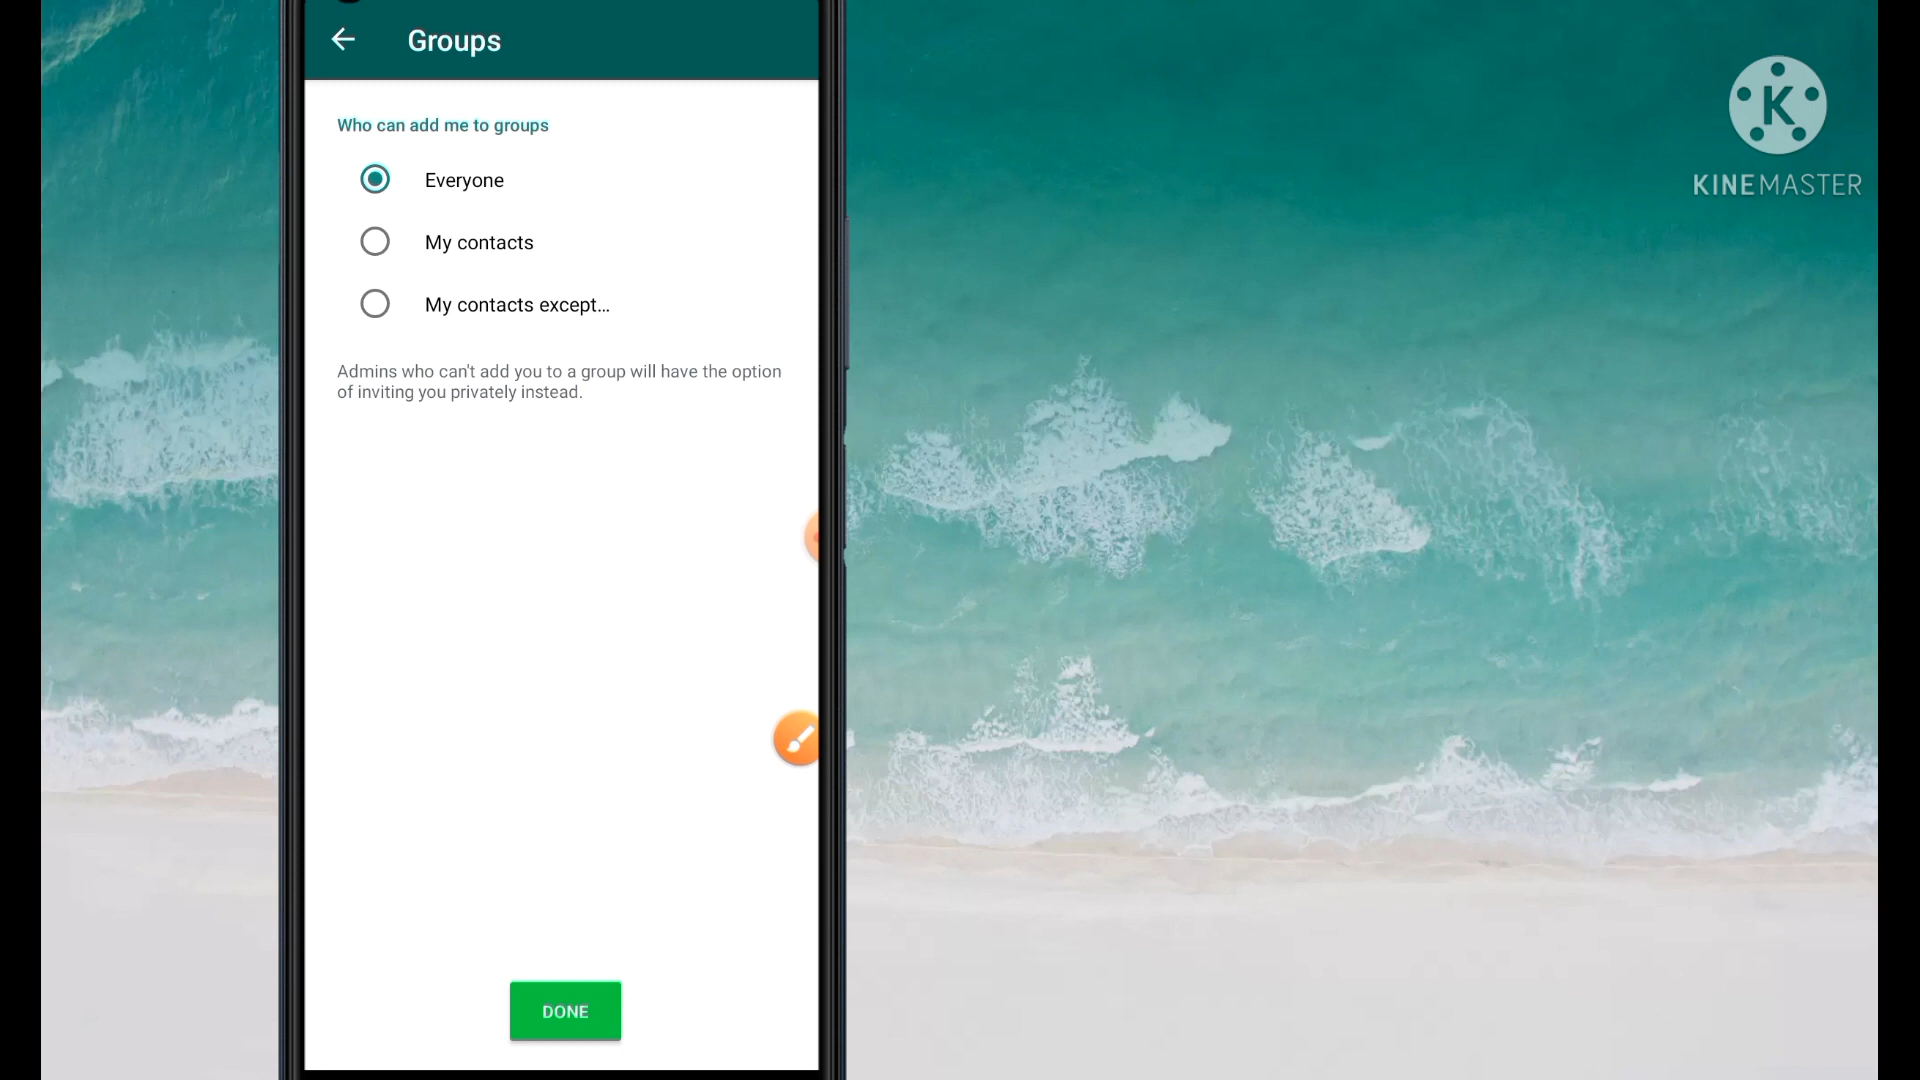 Groups
Who can add me to groups
Everyone
My contacts
My contacts except...
Admins who can't add you to a group will have the option
of inviting you privately instead.
DONE
K
KINEMASTER